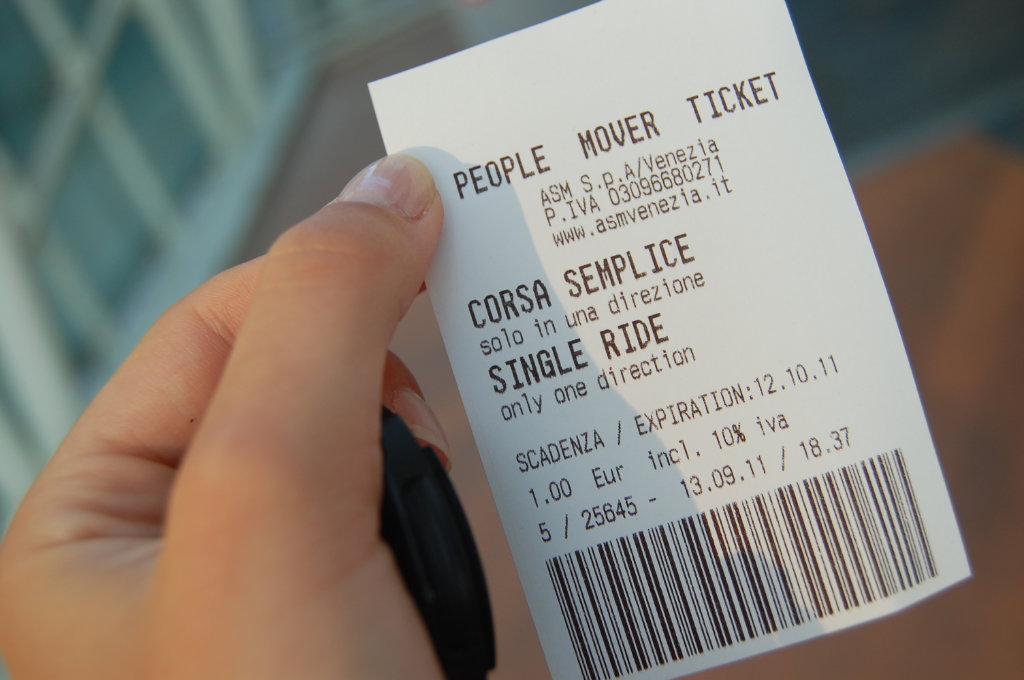 PEOPLE MOVER TICKET
ASM S.p.A/Venezia
P.IVA 03096680271
www.asmvenezia.it
CORSA SEMPLICE
solo in una direzione
SINGLE RIDE
only one direction
SCADENZA / EXPIRATION:12.10.11
1.00 Eur incl. 10% iva
5 / 25645 - 13.09.11 / 18.37